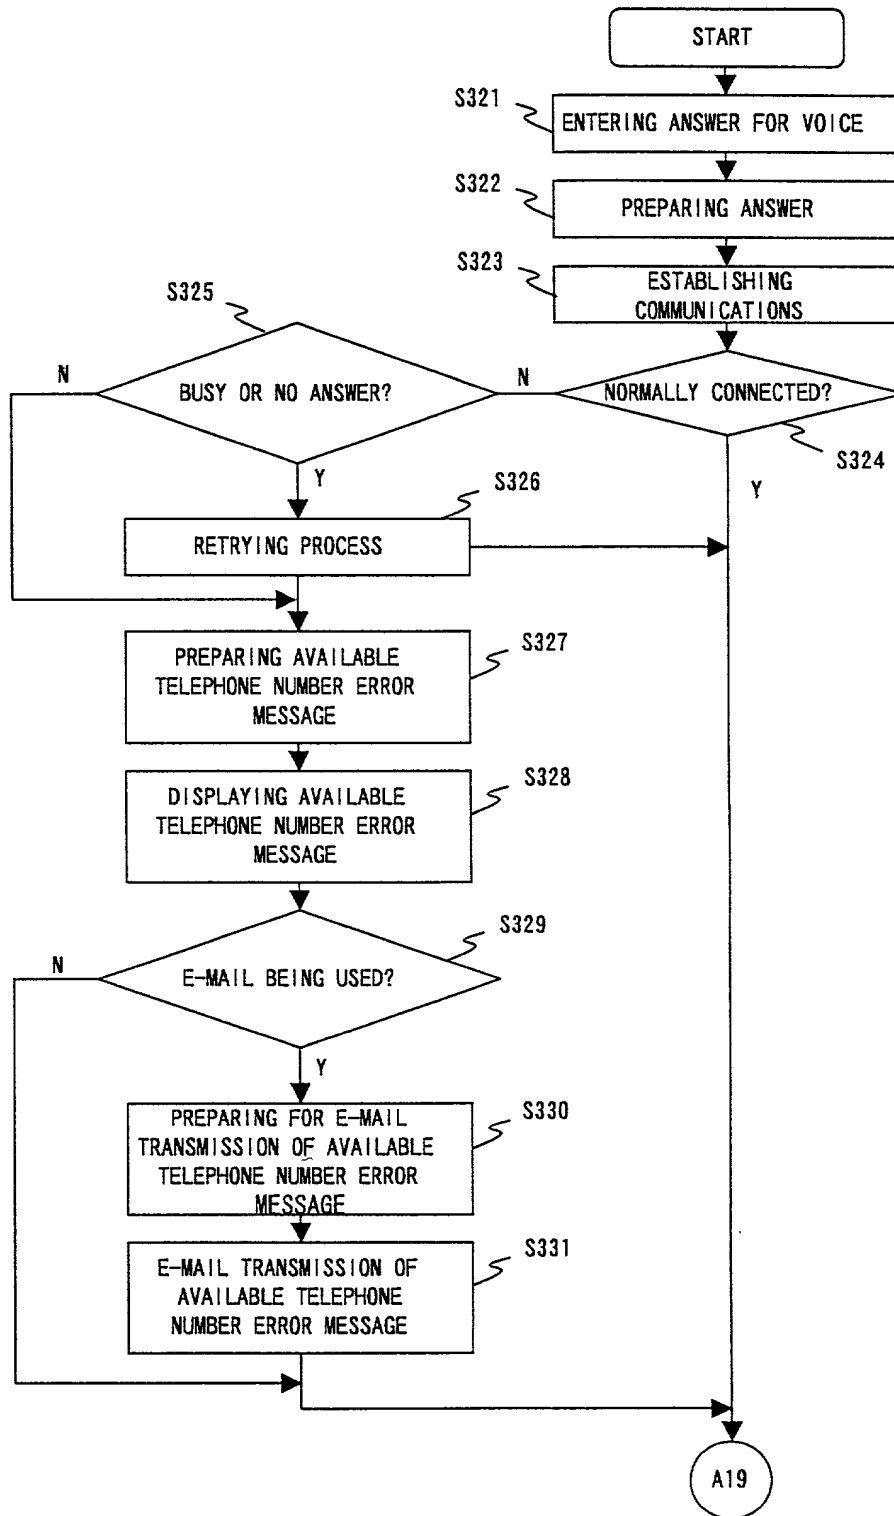 START
S321
ENTERING ANSWER FOR VOICE
S322
PREPARING ANSWER
S323
ESTABLISHING
COMMUNICATIONS
S325
N
BUSY OR NO ANSWER?
N
NORMALLY CONNECTED?
S324
Y
Y
S326
RETRYING PROCESS
S327
PREPARING AVAILABLE
TELEPHONE NUMBER ERROR
MESSAGE
S328
DISPLAYING AVAILABLE
TELEPHONE NUMBER ERROR
MESSAGE
S329
N
E-MAIL BEING USED?
Y
S330
PREPARING FOR E-MAIL
TRANSMISSION OF AVAILABLE
TELEPHONE NUMBER ERROR
MESSAGE
S331
E-MAIL TRANSMISSION OF
AVAILABLE TELEPHONE
NUMBER ERROR MESSAGE
A19